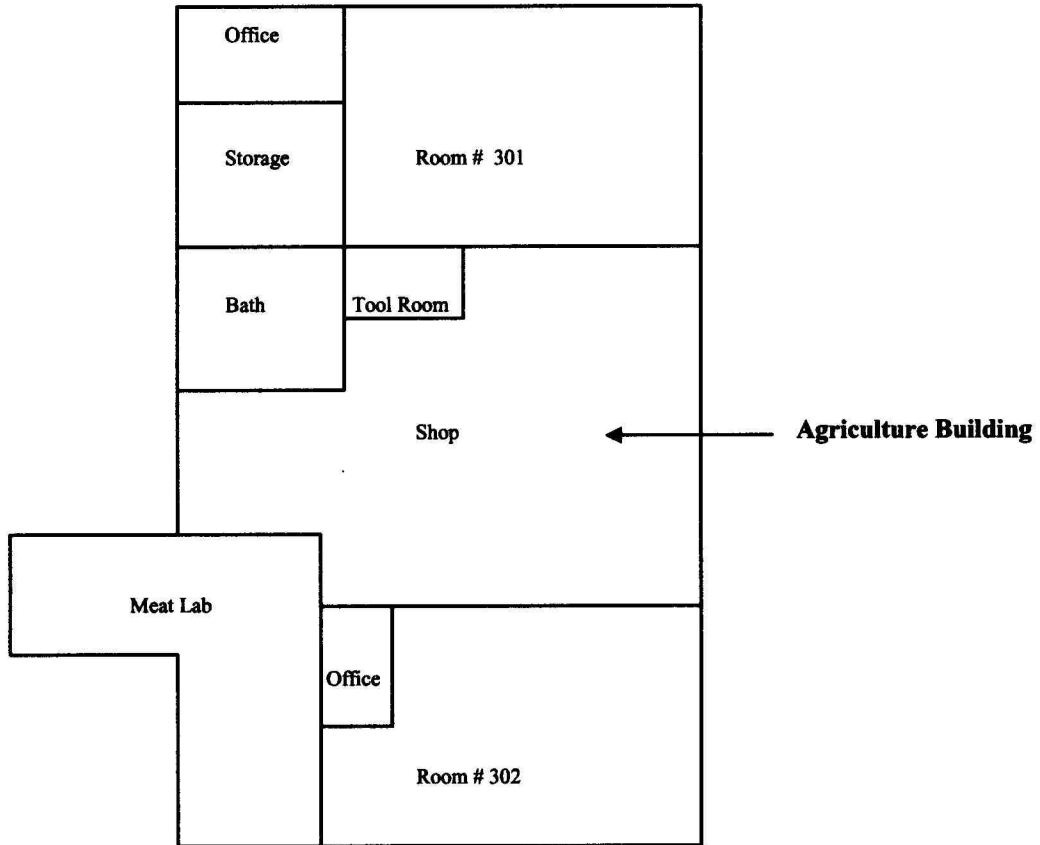 Office
Storage
Room # 301
Bath
Tool Room
Shop
Agriculture Building
Meat Lab
Office
Room # 302